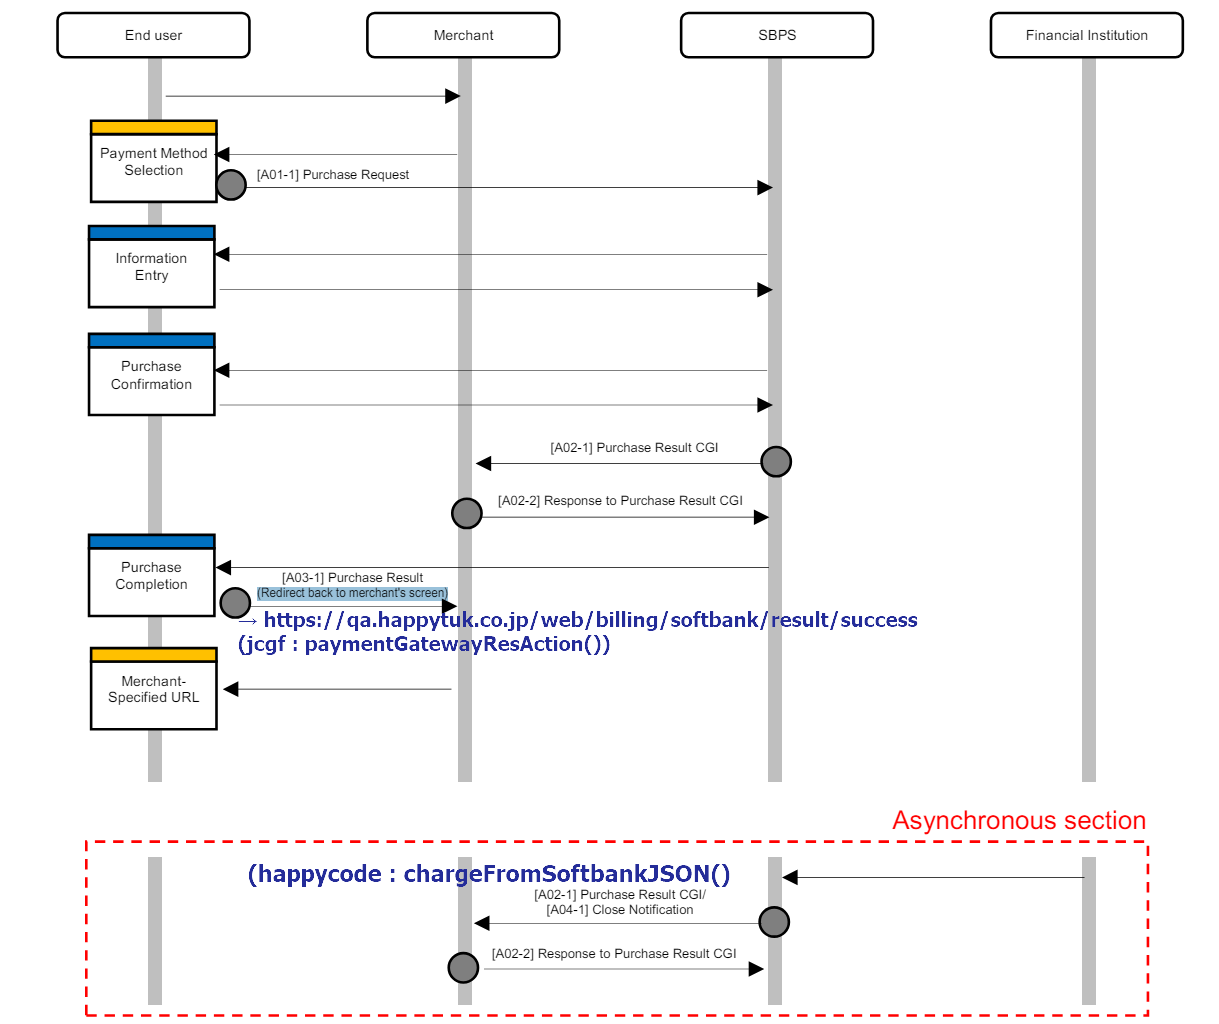 End user
Merchant
SBPS
Financial Institution
Payment Method
Selection
[A01-1] Purchase Request
Information
Entry
Purchase
Confirmation
[A02-1] Purchase Result CGI
[A02-2] Response to Purchase Result CGI
Purchase
Completion
[A03-1] Purchase Result
(Redirect back to merchant's screen)
→ https://qa.happytuk.co.jp/web/billing/softbank/result/success
(jcgf : paymentGatewayResAction())
Merchant-
Specified URL
Asynchronous section
(happycode : chargeFromSoftbankJSON()
[A02-1] Purchase Result CGI/
[A04-1] Close Notification
[A02-2] Response to Purchase Result CGI